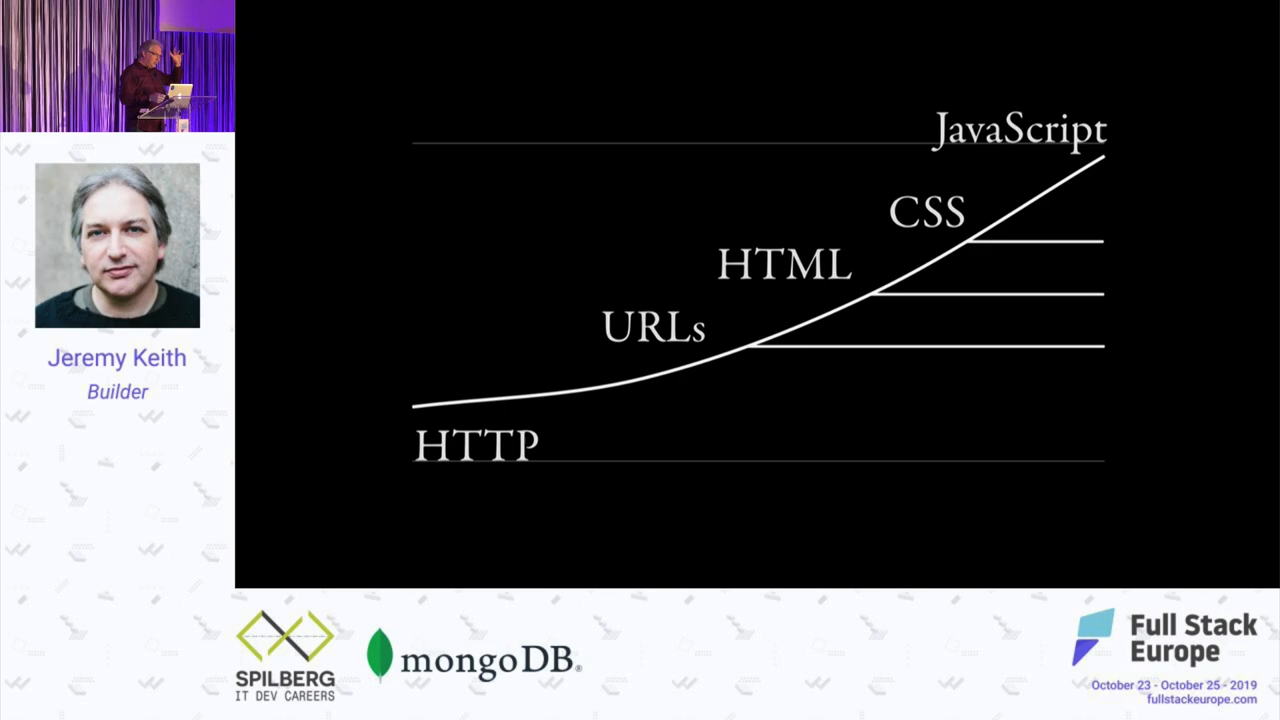 JavaScript
CSS
HTML
URLs
HTTP
Jeremy Keith
Builder
SPILBERG
IT DEV CAREERS
mongoDB®
Full Stack
Europe
October 23 - October 25 - 2019
fullstackeurope.com